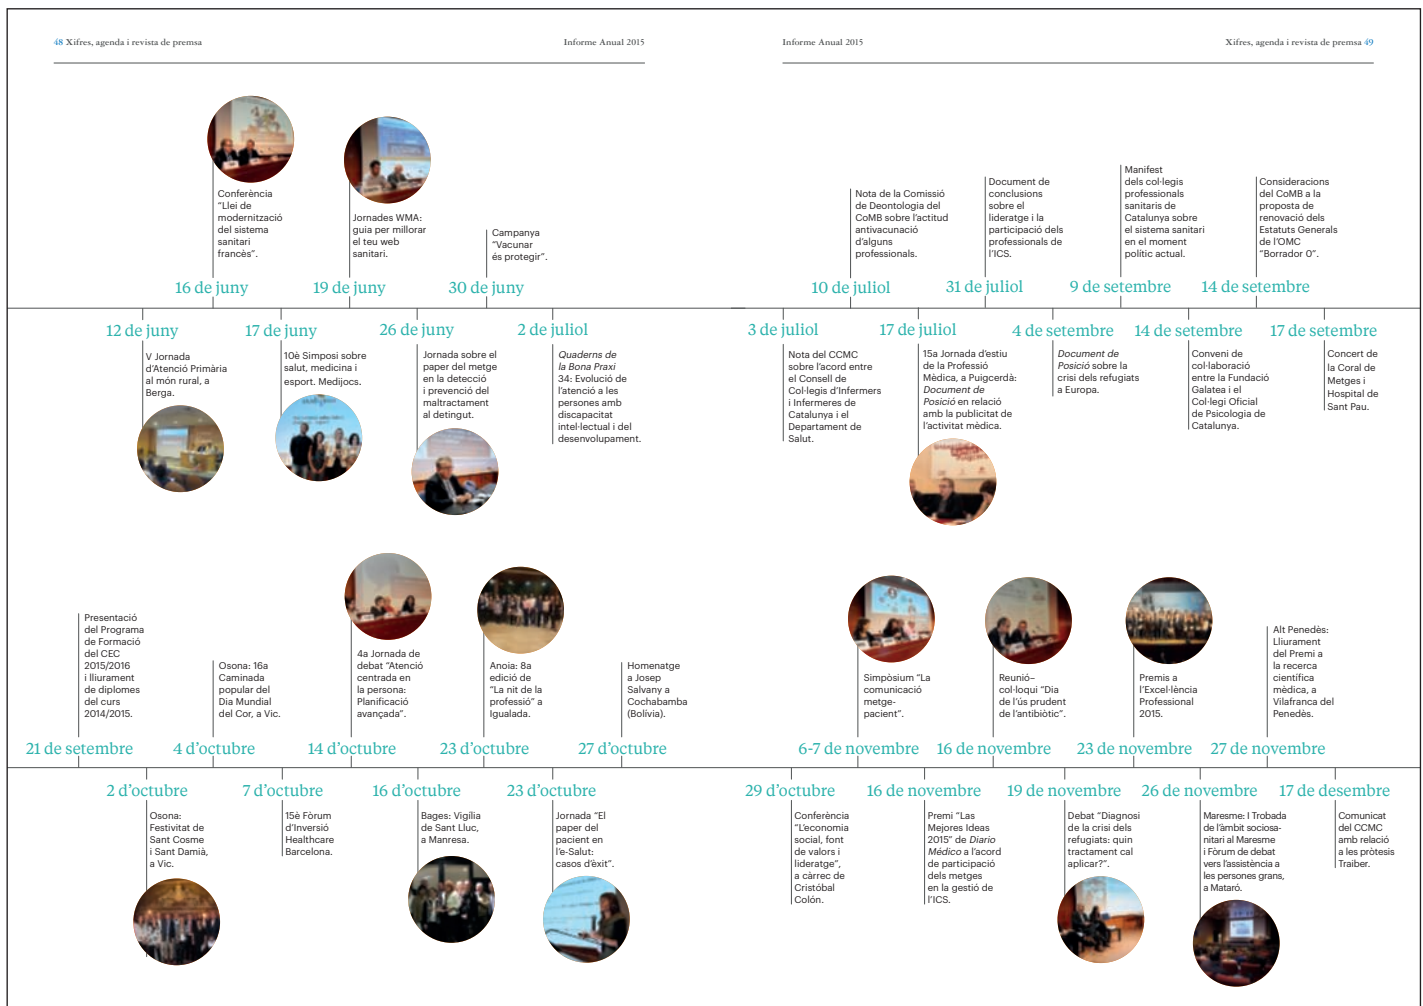 48 Xifres, agenda i revista de premsa
Informe Anual 2015
Conferència
“Llei de
modernització
del sistema
sanitari
francès”.
16 de juny
Jornades WMA:
guia per millorar
el teu web
sanitari.
19 de juny
Campanya
“Vacunar
és protegir”.
30 de juny
12 de juny
V Jornada
d’Atenció Primària
al món rural, a
Berga.
17 de juny
10è Simposi sobre
salut, medicina i
esport. Medijocs.
26 de juny
Jornada sobre el
paper del metge
en la detecció
i prevenció del
maltractament
al detingut.
2 de juliol
Quaderns de
la Bona Praxi
34: Evolució de
l’atenció a les
persones amb
discapacitat
intel·lectual i del
desenvolupament.
Presentació
del Programa
de Formació
del CEC
2015/2016
i lliurament
de diplomes
del curs
2014/2015.
21 de setembre
Osona: 16a
Caminada
popular del
Dia Mundial
del Cor, a Vic.
4 d’octubre
4a Jornada de
debat “Atenció
centrada en
la persona:
Planificació
avançada”.
14 d’octubre
Anoia: 8a
edició de
“La nit de la
professió” a
Igualada.
23 d’octubre
Homenatge
a Josep
Salvany a
Cochabamba
(Bolívia).
27 d’octubre
2 d’octubre
Osona:
Festivitat de
Sant Cosme
i Sant Damià,
a Vic.
7 d’octubre
15è Fòrum
d’Inversió
Healthcare
Barcelona.
16 d’octubre
Bages: Vigília
de Sant Lluc,
a Manresa.
23 d’octubre
Jornada “El
paper del
pacient en
l’e-Salut:
casos d’èxit”.
Informe Anual 2015
Xifres, agenda i revista de premsa 49
Nota de la Comissió
de Deontologia del
CoMB sobre l’actitud
antivacunació
d’alguns
professionals.
10 de juliol
Document de
conclusions
sobre el
lideratge i la
participació dels
professionals de
l’ICS.
31 de juliol
Manifest
dels col·legis
professionals
sanitaris de
Catalunya sobre
el sistema sanitari
en el moment
polític actual.
9 de setembre
Consideracions
del CoMB a la
proposta de
renovació dels
Estatuts Generals
de l’OMC
“Borrador 0”.
14 de setembre
3 de juliol
Nota del CCMC
sobre l’acord entre
el Consell de
Col·legis d’Infermers
i Infermeres de
Catalunya i el
Departament de
Salut.
17 de juliol
15a Jornada d’estiu
de la Professió
Mèdica, a Puigcerdà:
Document de
Posició en relació
amb la publicitat de
l’activitat mèdica.
4 de setembre
Document de
Posició sobre la
crisi dels refugiats
a Europa.
14 de setembre
Conveni de
col·laboració
entre la Fundació
Galatea i el
Col·legi Oficial
de Psicologia de
Catalunya.
17 de setembre
Concert de
la Coral de
Metges i
Hospital de
Sant Pau.
Simpòsium “La
comunicació
metge-
pacient”.
6-7 de novembre
Reunió–
col·loqui “Dia
de l’ús prudent
de l’antibiòtic”.
16 de novembre
Premis a
l’Excel·lència
Professional
2015.
23 de novembre
Alt Penedès:
Lliurament
del Premi a
la recerca
científica
mèdica, a
Vilafranca del
Penedès.
27 de novembre
29 d’octubre
Conferència
“L’economia
social, font
de valors i
lideratge”,
a càrrec de
Cristóbal
Colón.
16 de novembre
Premi “Las
Mejores Ideas
2015” de Diario
Médico a l’acord
de participació
dels metges
en la gestió de
l’ICS.
19 de novembre
Debat “Diagnosi
de la crisi dels
refugiats: quin
tractament cal
aplicar?”.
26 de novembre
Maresme: I Trobada
de l’àmbit sociosa-
nitari al Maresme
i Fòrum de debat
vers l’assistència a
les persones grans,
a Mataró.
17 de desembre
Comunicat
del CCMC
amb relació
a les pròtesis
Traiber.